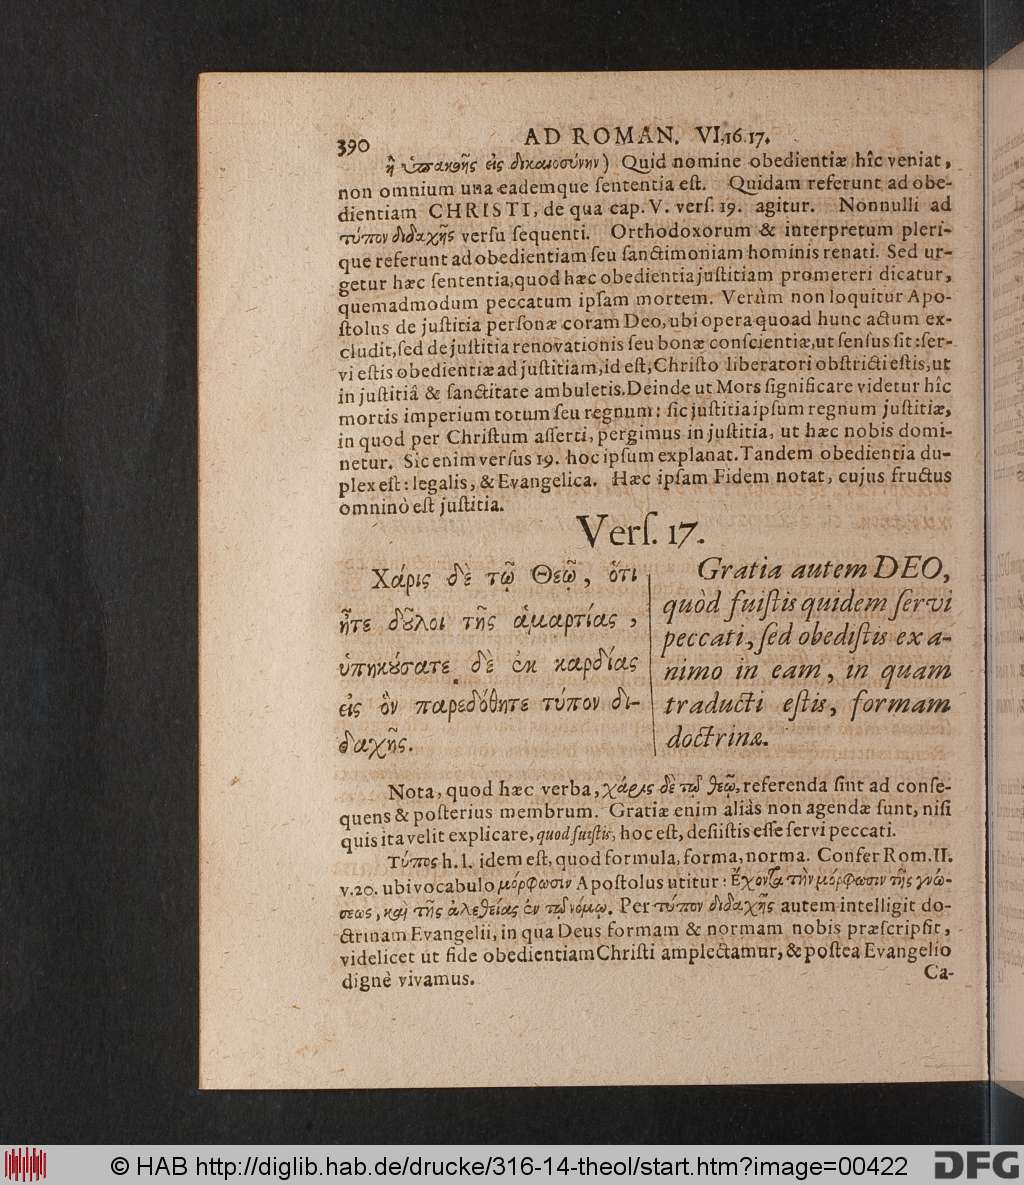 390
AD ROMAN. VI.16.17.
ἢ ὑπακοῆς εἰς δικαιοσύνην) Quid nomine obedientiæ hîc veniat,
non omnium una eademque ſententia eſt. Quidam referunt ad obe-
dientiam CHRISTI, de qua cap. V. verſ. 19. agitur. Nonnulli ad
τύπον διδαχῆς verſu ſequenti. Orthodoxorum & interpretum pleri-
que referunt ad obedientiam ſeu ſanctimoniam hominis renati. Sed ur-
getur hæc ſententia, quod hæc obedientia juſtitiam promereri dicatur,
quemadmodum peccatum ipſam mortem. Verùm non loquitur Apo-
ſtolus de juſtitia perſonæ coram Deo, ubi opera quoad hunc actum ex-
cludit, ſed de juſtitia renovationis ſeu bonæ conſcientiæ, ut ſenſus ſit: ſer-
vi eſtis obedientiæ ad juſtitiam, id eſt, Chriſto liberatori obſtricti eſtis, ut
in juſtitiâ & ſanctitate ambuletis. Deinde ut Mors ſignificare videtur hîc
mortis imperium totum ſeu regnum: ſic juſtitia ipſum regnum juſtitiæ,
in quod per Chriſtum aſſerti, pergimus in juſtitia, ut hæc nobis domi-
netur. Sic enim verſus 19. hoc ipſum explanat. Tandem obedientia du-
plex eſt: legalis, & Evangelica. Hæc ipſam Fidem notat, cujus fructus
omninò eſt juſtitia.
Verſ. 17.
Χάρις δὲ τῷ Θεῷ, ὅτι
ἦτε δοῦλοι τῆς ἁμαρτίας,
ὑπηκούσατε δὲ ἐκ καρδίας
εἰς ὃν παρεδόθητε τύπον δι-
δαχῆς.
Gratia autem DEO,
quòd fuiſtis quidem ſervi
peccati, ſed obediſtis ex a-
nimo in eam, in quam
traducti eſtis, formam
doctrinæ.
Nota, quod hæc verba, χάρις δὲ τῷ θεῷ, referenda ſint ad conſe-
quens & poſterius membrum. Gratiæ enim aliàs non agendæ ſunt, niſi
quis ita velit explicare, quod fuiſtis, hoc eſt, deſiiſtis eſſe ſervi peccati.
Τύπος h. l. idem eſt, quod formula, forma, norma. Confer Rom. II.
v. 20. ubi vocabulo μόρφωσιν Apoſtolus utitur: Ἔχοντα τὴν μόρφωσιν τῆς γνώ-
σεως, καὶ τῆς ἀλεθείας ἐν τῷ νόμῳ. Per τύπον διδαχῆς autem intelligit do-
ctrinam Evangelii, in qua Deus formam & normam nobis præſcripſit,
videlicet ut fide obedientiam Chriſti amplectamur, & poſtea Evangelio
dignè vivamus.
Ca-
© HAB http://diglib.hab.de/drucke/316-14-theol/start.htm?image=00422
DFG